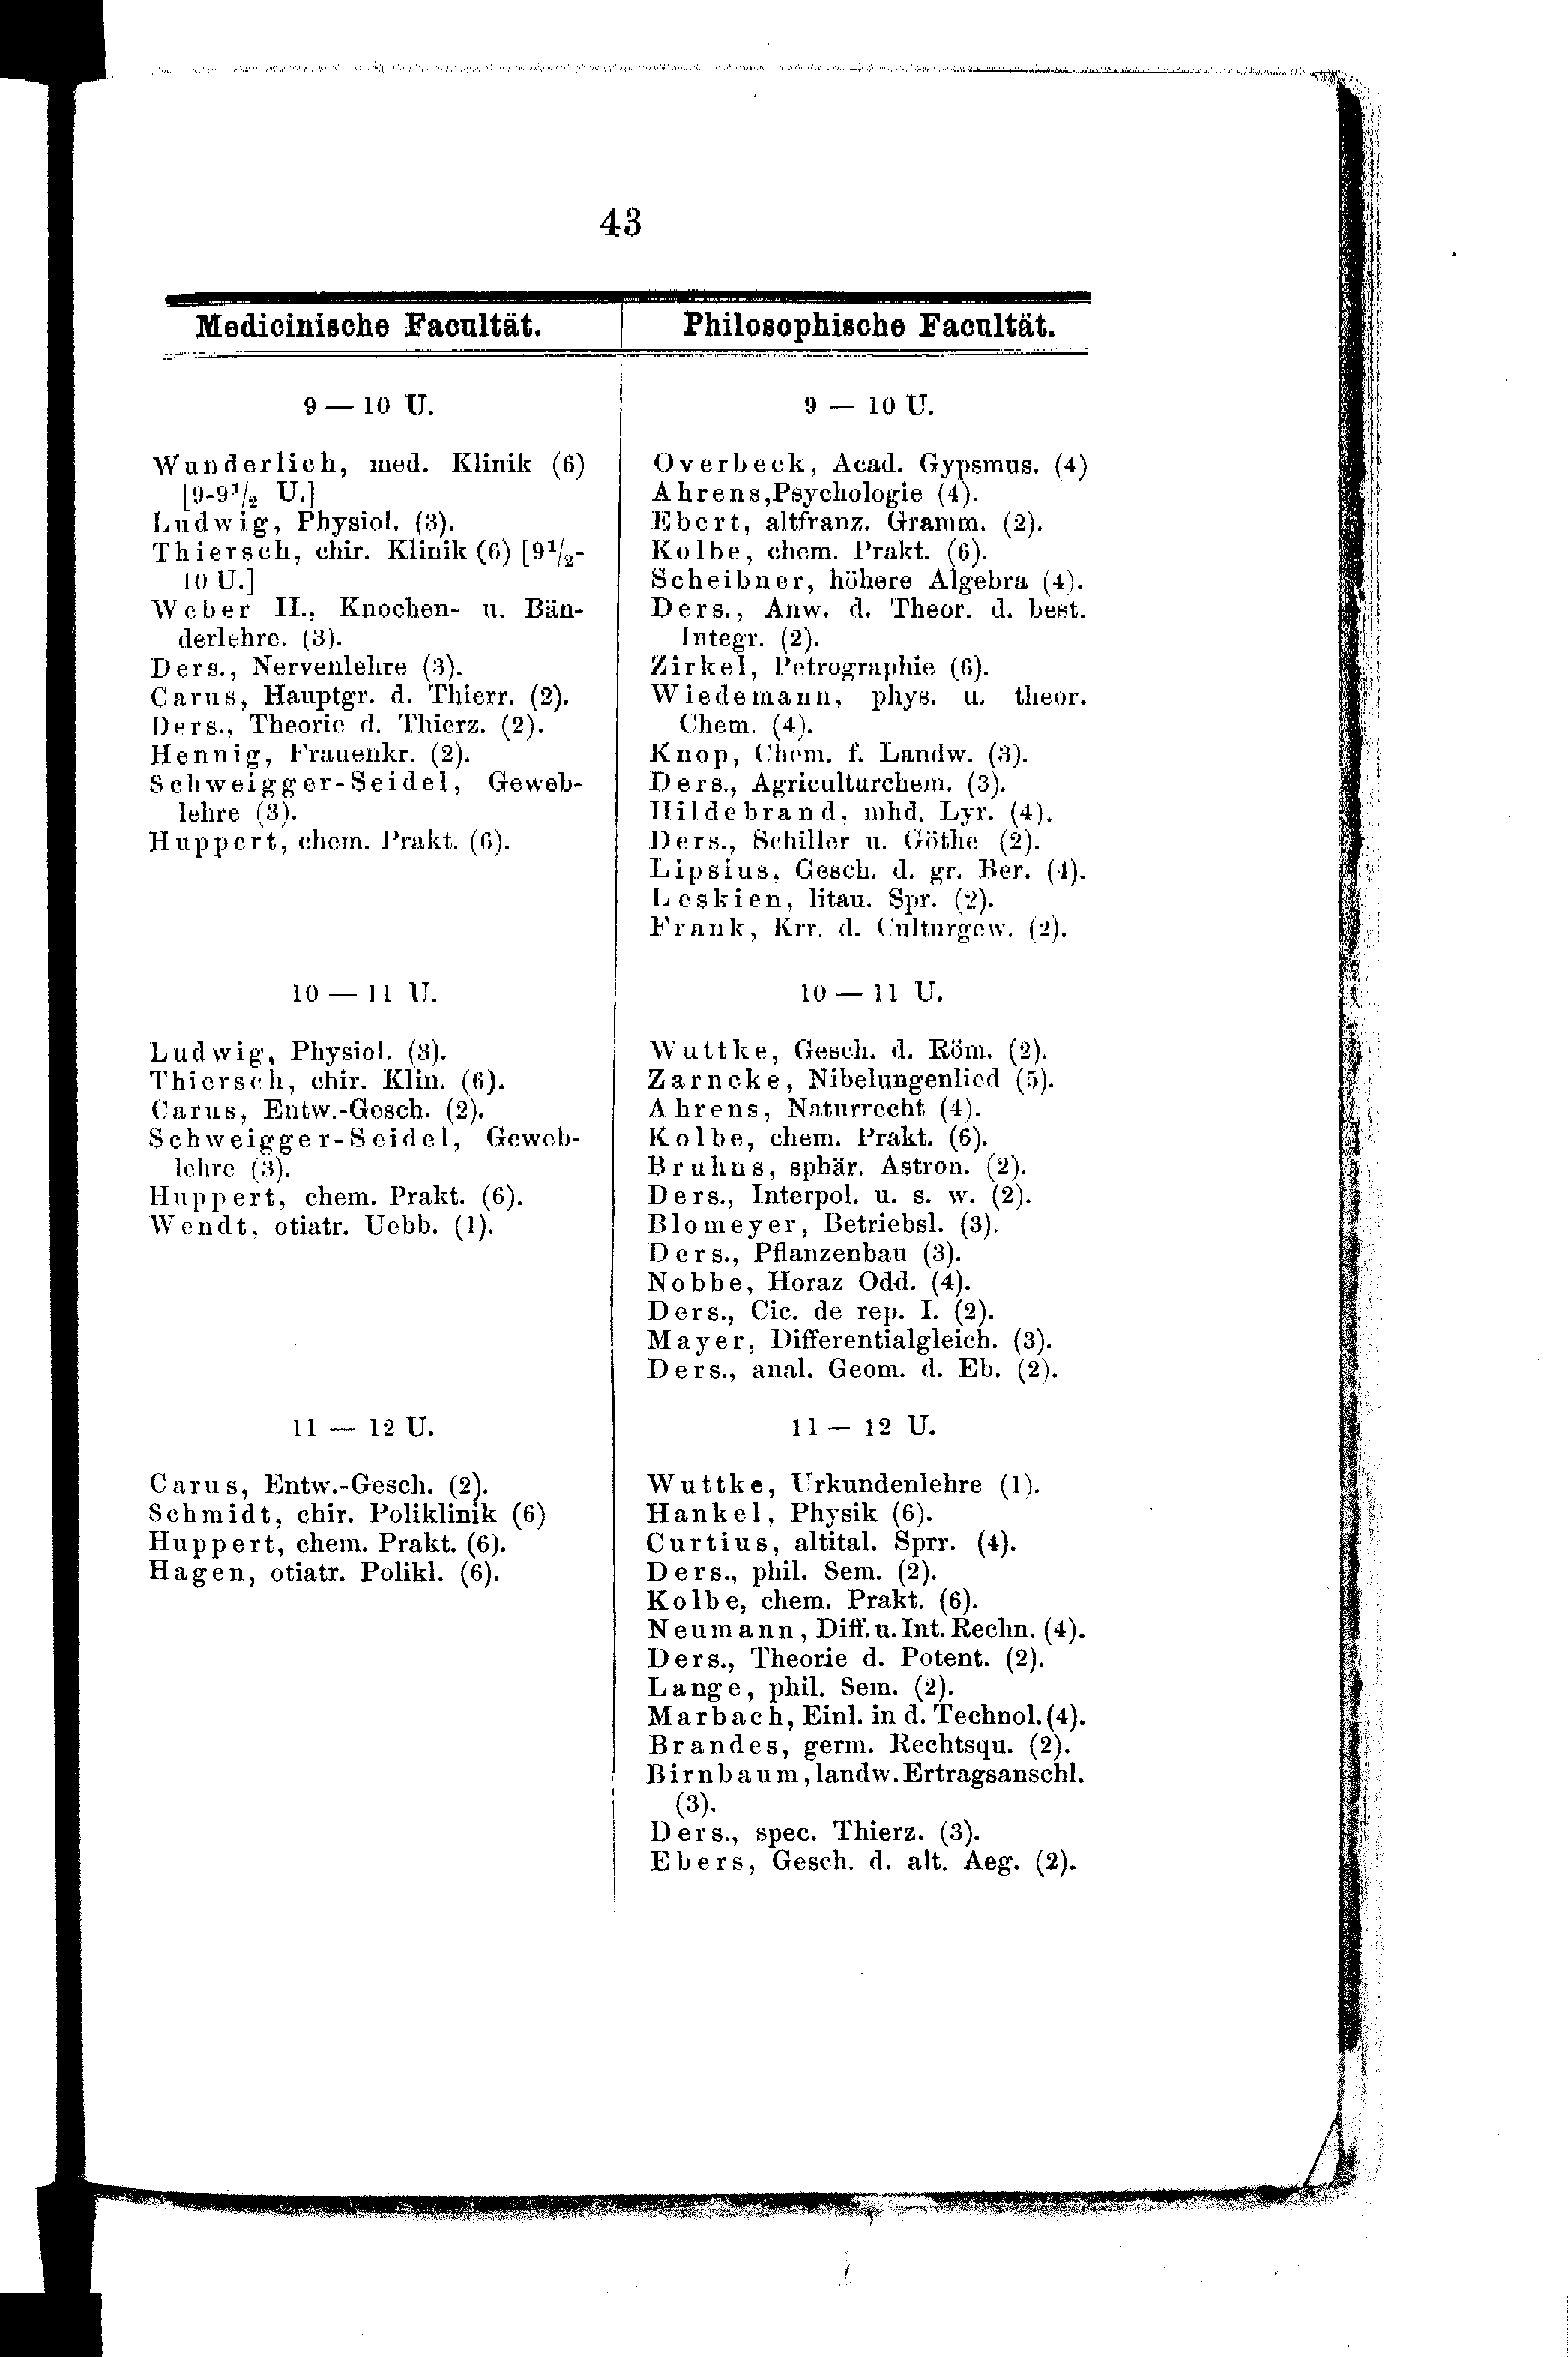 43
Medicinische Facultät.
9 — 10 U.
Wunderlich, med. Klinik (6)
[9-9½ U.]
Ludwig, Physiol. (3).
Thiersch, chir. Klinik (6) [9½-
10 U.]
Weber II., Knochen- u. Bän-
derlehre. (3).
Ders., Nervenlehre (3).
Carus, Hauptgr. d. Thierr. (2).
Ders., Theorie d. Thierz. (2).
Hennig, Frauenkr. (2).
Schweigger-Seidel, Geweb-
lehre (3).
Huppert, chem. Prakt. (6).
10 — 11 U.
Ludwig, Physiol. (3).
Thiersch, chir. Klin. (6).
Carus, Entw.-Gesch. (2).
Schweigger-Seidel, Geweb-
lehre (3).
Huppert, chem. Prakt. (6).
Wendt, otiatr. Uebb. (1).
11 — 12 U.
Carus, Entw.-Gesch. (2).
Schmidt, chir. Poliklinik (6)
Huppert, chem. Prakt. (6).
Hagen, otiatr. Polikl. (6).
Philosophische Facultät.
9 — 10 U.
Overbeck, Acad. Gypsmus. (4)
Ahrens,Psychologie (4).
Ebert, altfranz. Gramm. (2).
Kolbe, chem. Prakt. (6).
Scheibner, höhere Algebra (4).
Ders., Anw. d. Theor. d. best.
Integr. (2).
Zirkel, Petrographie (6).
Wiedemann, phys. u. theor.
Chem. (4).
Knop, Chem. f. Landw. (3).
Ders., Agriculturchem. (3).
Hildebrand, mhd. Lyr. (4).
Ders., Schiller u. Göthe (2).
Lipsius, Gesch. d. gr. Ber. (4).
Leskien, litau. Spr. (2).
Frank, Krr. d. Culturgew. (2).
10 — 11 U.
Wuttke, Gesch. d. Röm. (2).
Zarncke, Nibelungenlied (5).
Ahrens, Naturrecht (4).
Kolbe, chem. Prakt. (6).
Bruhns, sphär. Astron. (2).
Ders., Interpol. u. s. w. (2).
Blomeyer, Betriebsl. (3).
Ders., Pflanzenbau (3).
Nobbe, Horaz Odd. (4).
Ders., Cic. de rep. I. (2).
Mayer, Differentialgleich. (3).
Ders., anal. Geom. d. Eb. (2).
11 — 12 U.
Wuttke, Urkundenlehre (1).
Hankel, Physik (6).
Curtius, altital. Sprr. (4).
Ders., phil. Sem. (2).
Kolbe, chem. Prakt. (6).
Neumann, Diff. u. Int. Rechn. (4).
Ders., Theorie d. Potent. (2).
Lange, phil. Sem. (2).
Marbach, Einl. in d. Technol. (4).
Brandes, germ. Rechtsqu. (2).
Birnbaum, landw. Ertragsanschl.
(3).
Ders., spec. Thierz. (3).
Ebers, Gesch. d. alt. Aeg. (2).